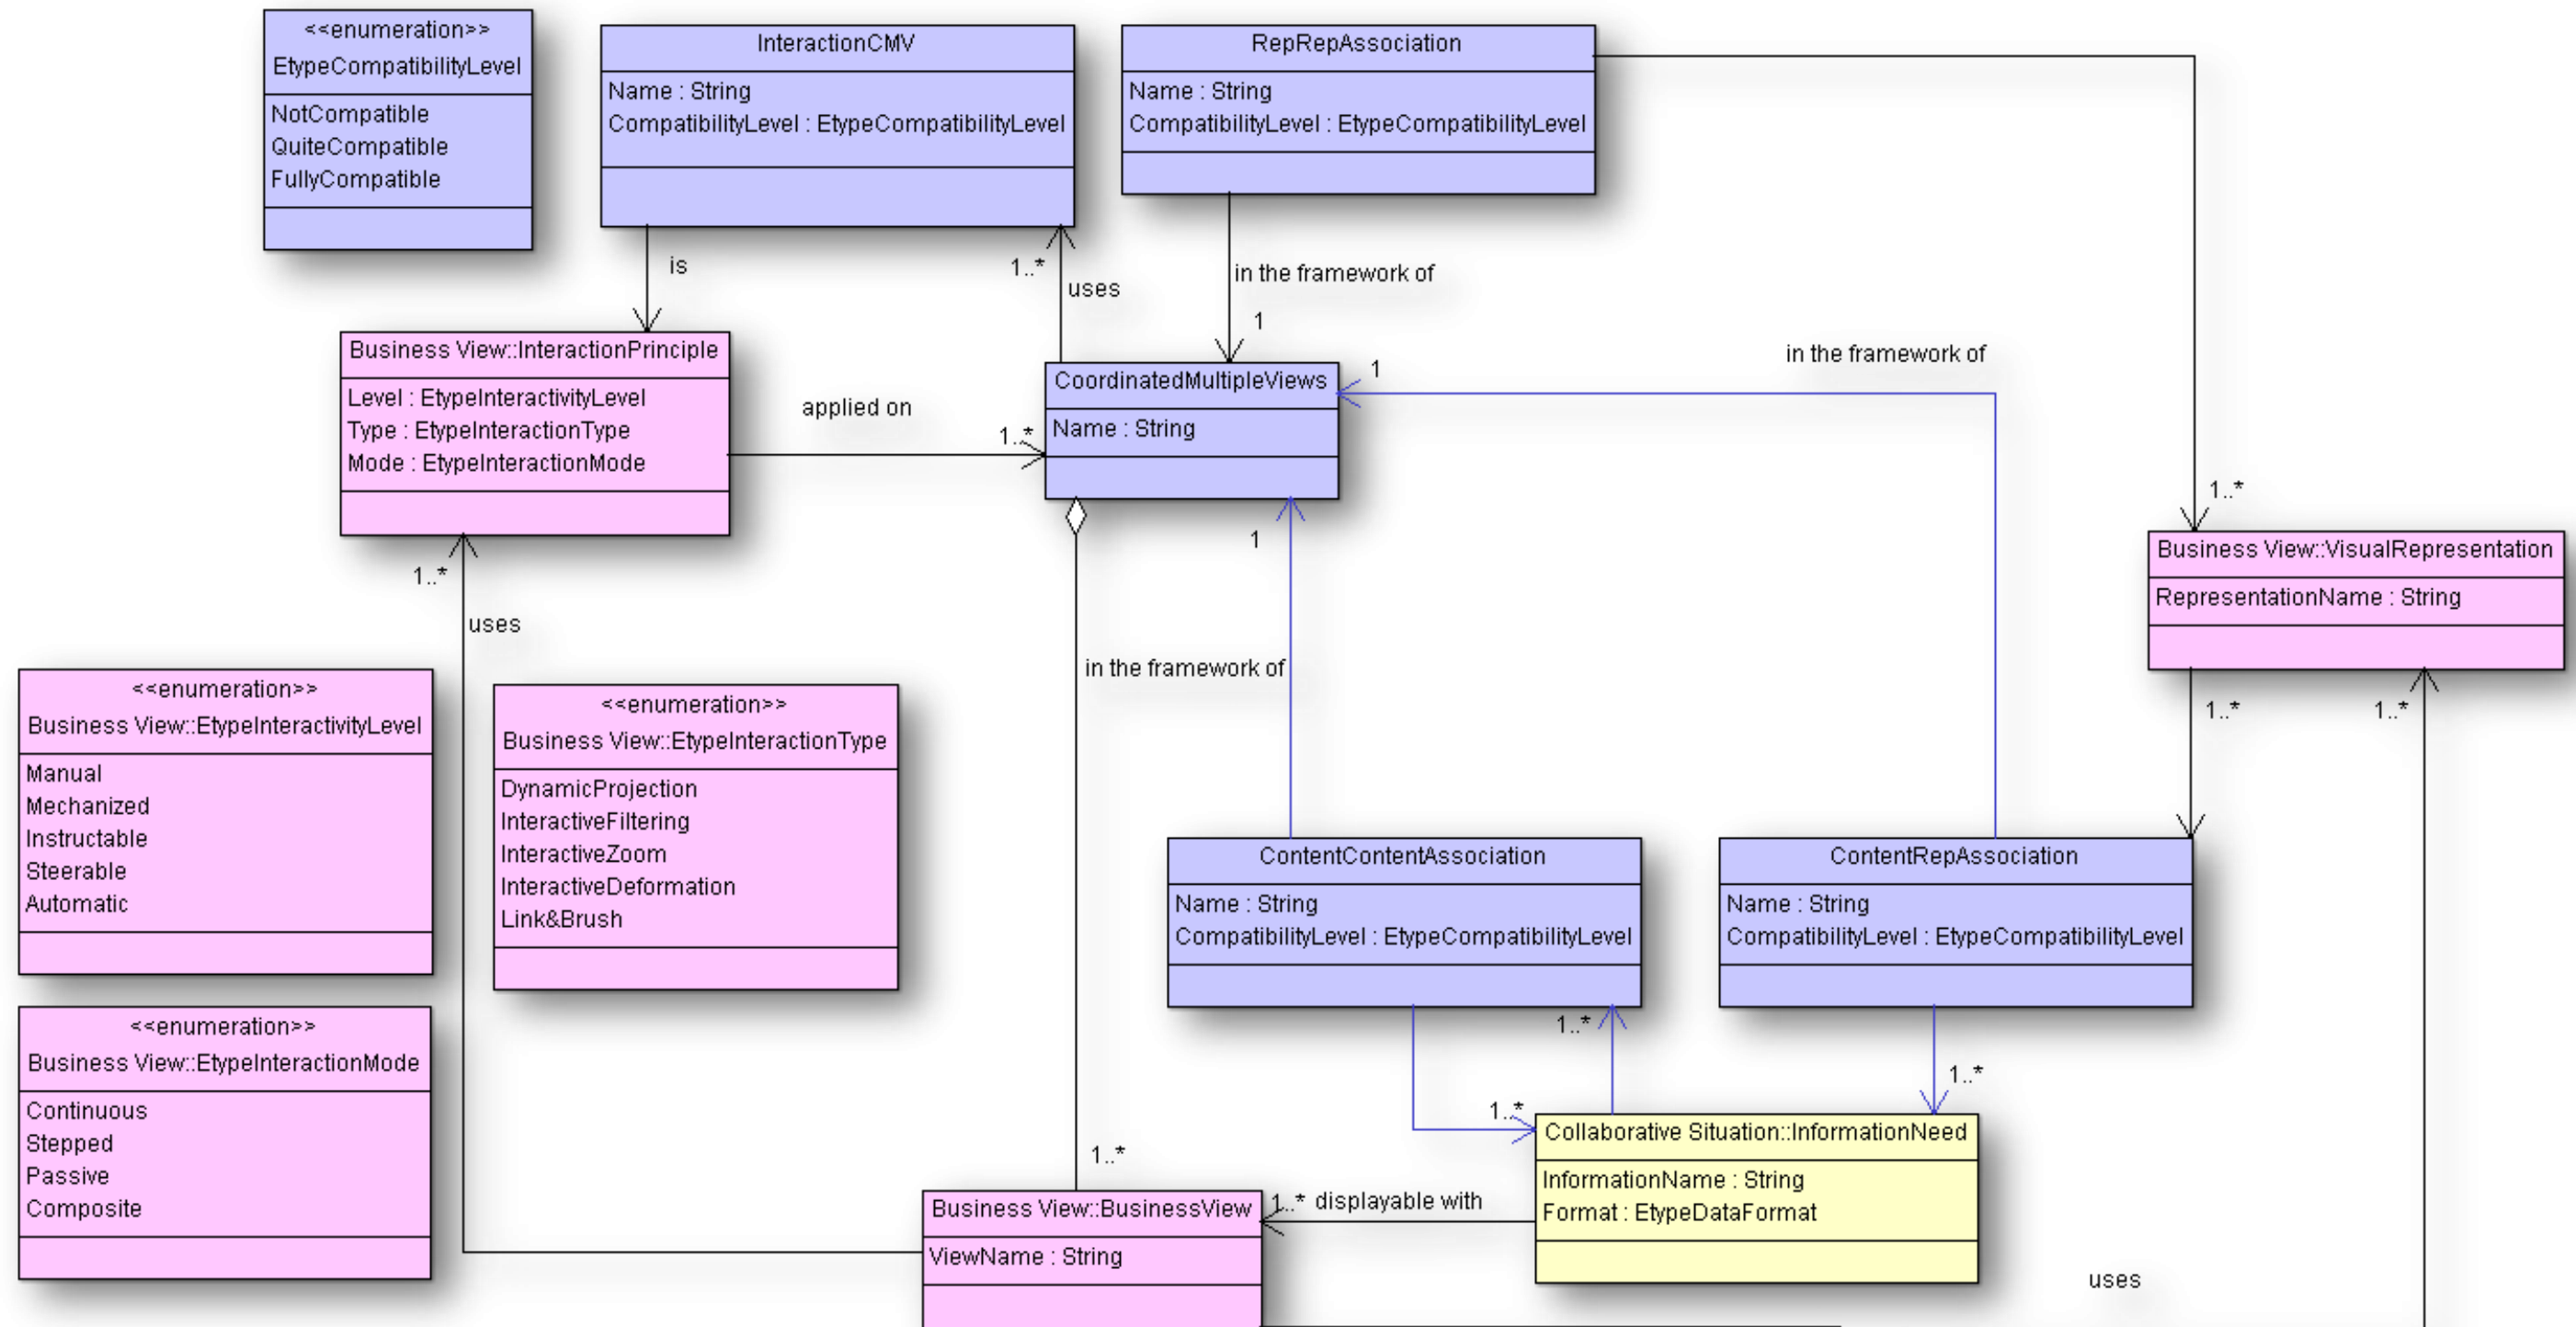 <<enumeration>>
EtypeCompatibilityLevel
NotCompatible
QuiteCompatible
FullyCompatible
InteractionCMV
Name : String
CompatibilityLevel : EtypeCompatibilityLevel
RepRepAssociation
Name : String
CompatibilityLevel : EtypeCompatibilityLevel
is
1..*
uses
in the framework of
1
Business View::InteractionPrinciple
Level : EtypeInteractivityLevel
Type : EtypeInteractionType
Mode : EtypeInteractionMode
applied on
1..*
CoordinatedMultipleViews
Name : String
1
in the framework of
1..*
Business View::VisualRepresentation
RepresentationName : String
1..*
uses
1
in the framework of
1..*
1..*
<<enumeration>>
Business View::EtypeInteractivityLevel
Manual
Mechanized
Instructable
Steerable
Automatic
<<enumeration>>
Business View::EtypeInteractionType
DynamicProjection
InteractiveFiltering
InteractiveZoom
InteractiveDeformation
Link&Brush
ContentContentAssociation
Name : String
CompatibilityLevel : EtypeCompatibilityLevel
ContentRepAssociation
Name : String
CompatibilityLevel : EtypeCompatibilityLevel
<<enumeration>>
Business View::EtypeInteractionMode
Continuous
Stepped
Passive
Composite
1..*
1..*
1..*
Collaborative Situation::InformationNeed
InformationName : String
Format : EtypeDataFormat
1..*
1..* displayable with
Business View::BusinessView
ViewName : String
uses